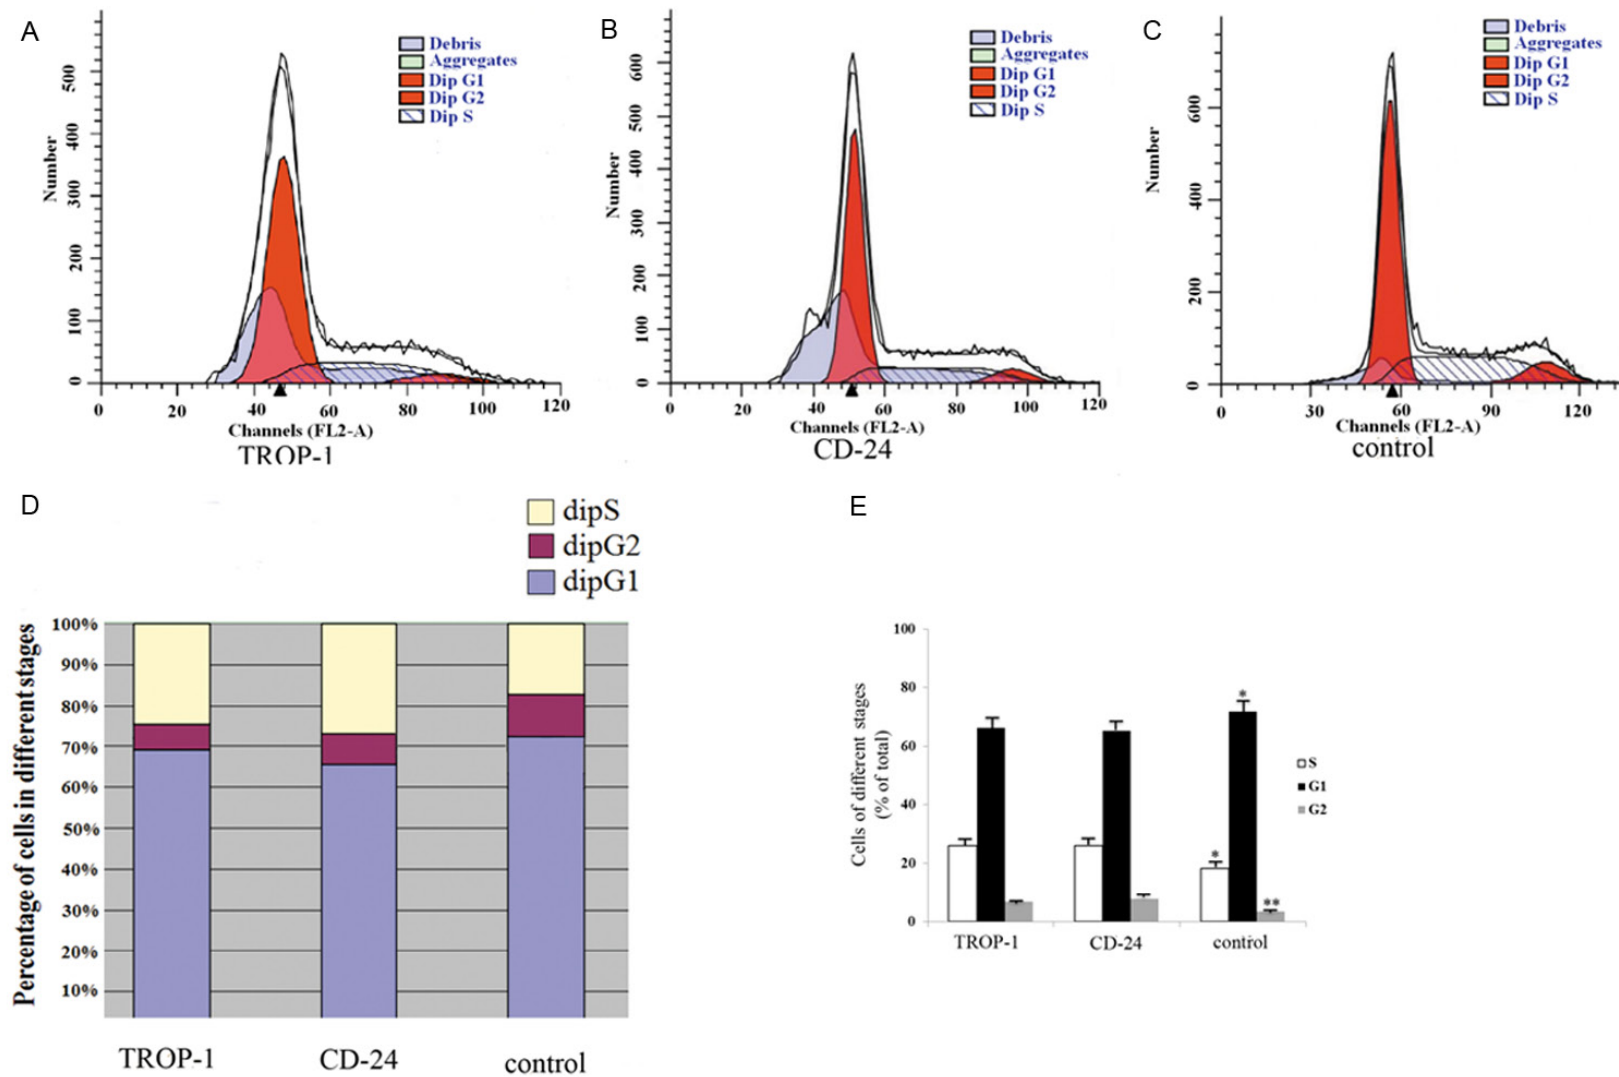 A
Debris
Aggregates
Dip G1
Dip G2
Dip S
Number
500
400
300
200
100
0
0 20 40 60 80 100 120
Channels (FL2-A)
TROP-1
B
Debris
Aggregates
Dip G1
Dip G2
Dip S
Number
600
500
400
300
200
100
0
0 20 40 60 80 100 120
Channels (FL2-A)
CD-24
C
Debris
Aggregates
Dip G1
Dip G2
Dip S
Number
600
400
200
0
0 30 60 90 120
Channels (FL2-A)
control
D
dipS
dipG2
dipG1
Percentage of cells in different stages
100%
90%
80%
70%
60%
50%
40%
30%
20%
10%
TROP-1 CD-24 control
E
Cells of different stages
(% of total)
100
80
60
40
20
0
*
*
**
S
G1
G2
TROP-1 CD-24 control